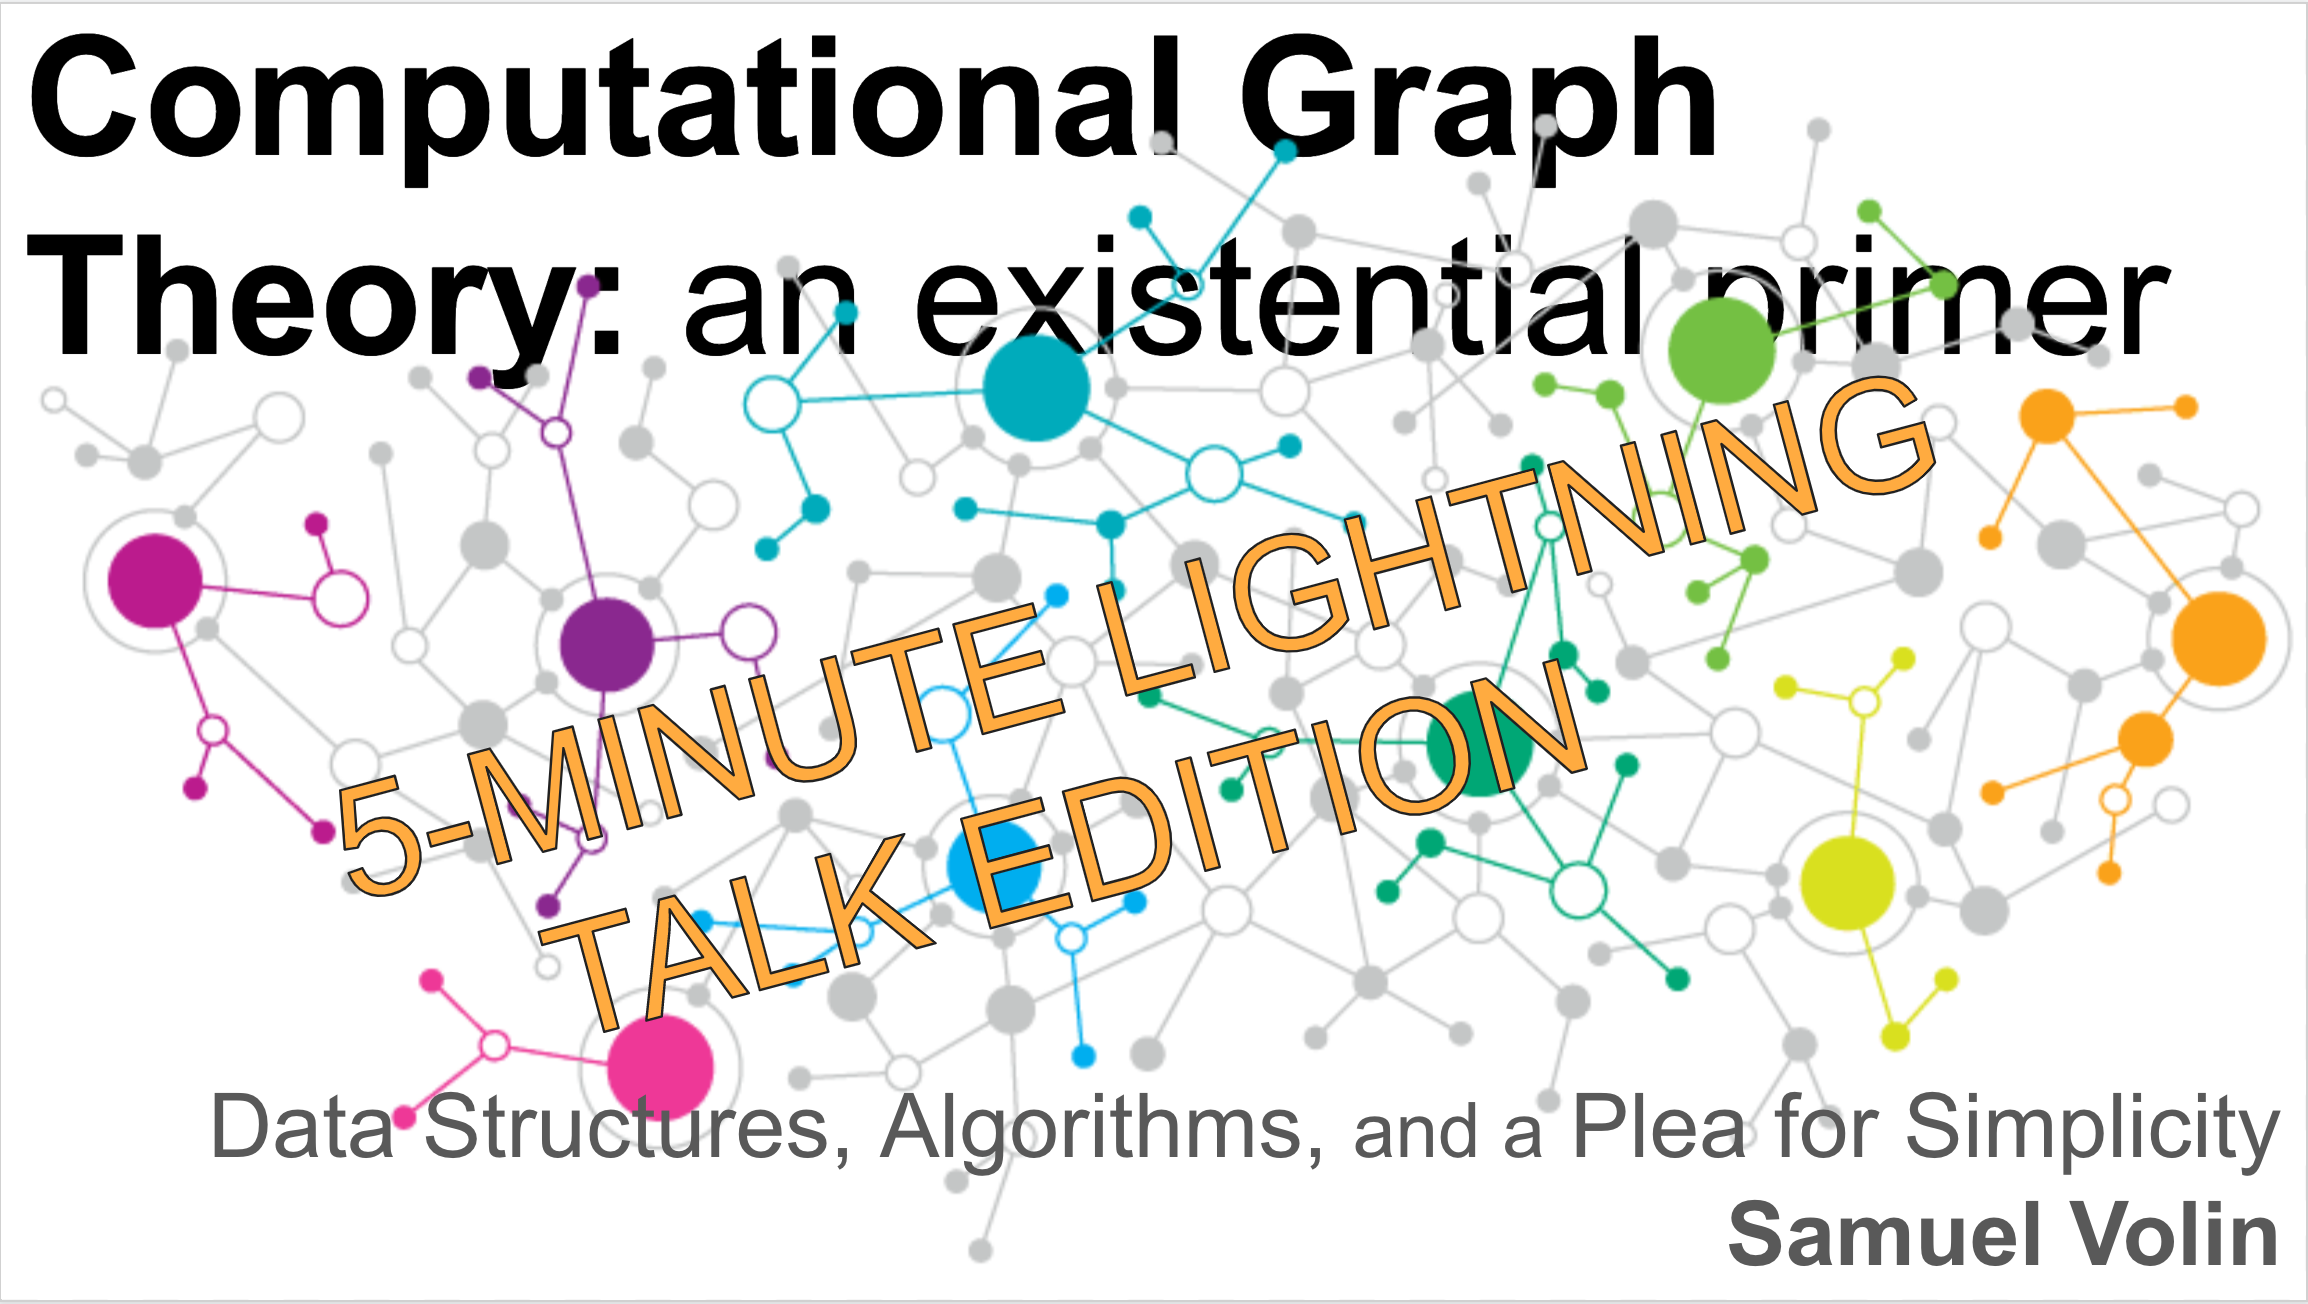 Computational Graph
Theory: an existential primer
5-MINUTE LIGHTNING
TALK EDITION
Data Structures, Algorithms, and a Plea for Simplicity
Samuel Volin